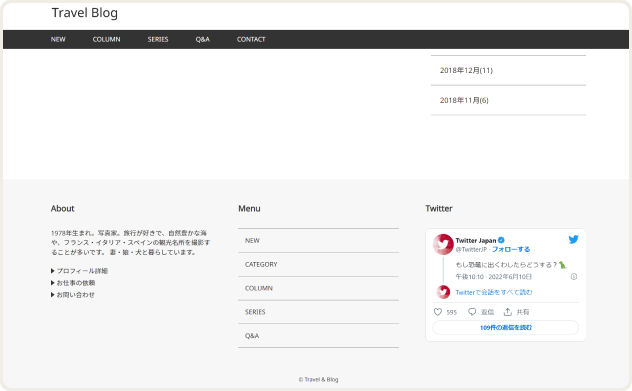 Travel Blog
NEW COLUMN SERIES Q&A CONTACT
2018年12月(11)
2018年11月(6)
About
1978年生まれ。写真家。旅行が好きで、自然豊かな海
や、フランス・イタリア・スペインの観光名所を撮影す
ることが多いです。 妻・娘・犬と暮らしています。
プロフィール詳細
お仕事の依頼
お問い合わせ
Menu
NEW
CATEGORY
COLUMN
SERIES
Q&A
Twitter
Twitter Japan
@TwitterJP · フォローする
もし恐竜に出くわしたらどうする？🦖
午後10:10 · 2022年6月10日
Twitterで会話をすべて読む
595 返信 共有
109件の返信を読む
© Travel & Blog